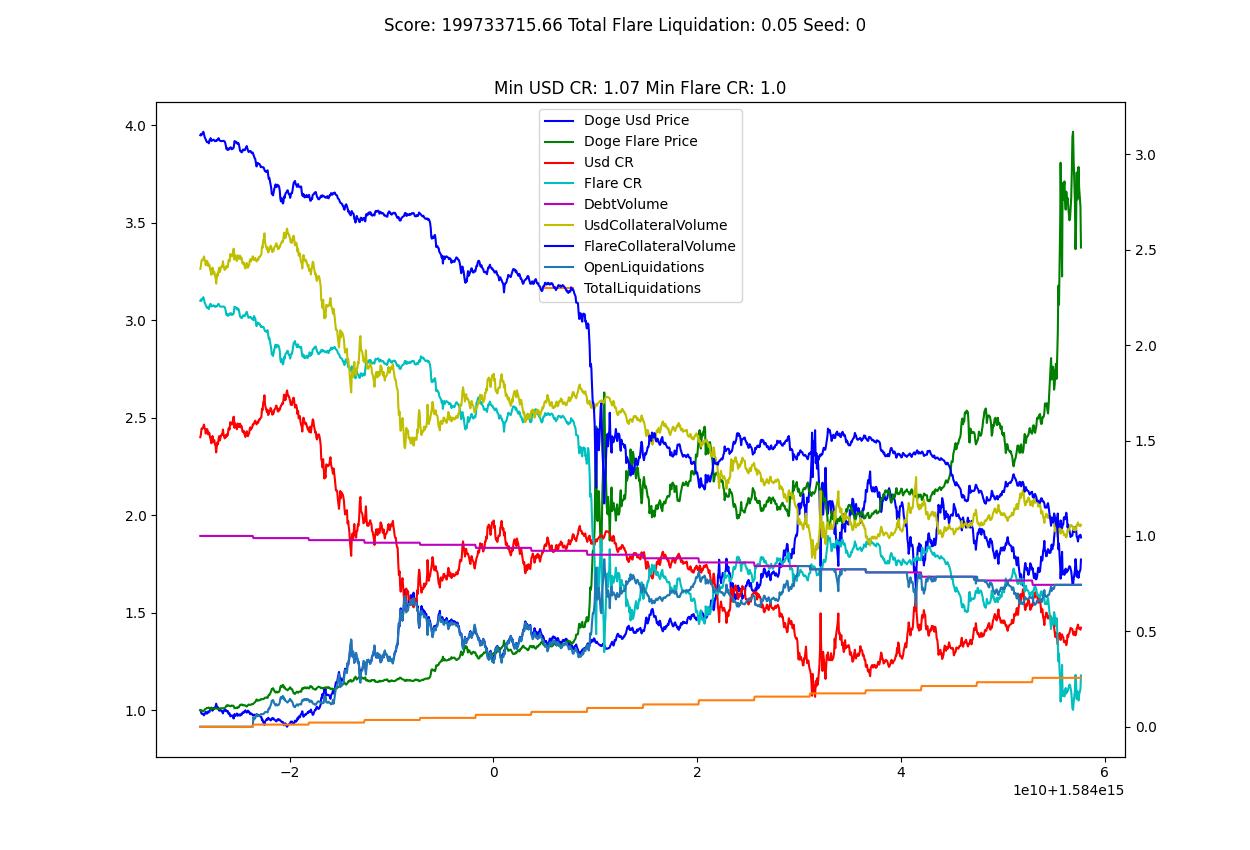 Score: 199733715.66 Total Flare Liquidation: 0.05 Seed: 0
Min USD CR: 1.07 Min Flare CR: 1.0
Doge Usd Price
Doge Flare Price
Usd CR
Flare CR
DebtVolume
UsdCollateralVolume
FlareCollateralVolume
OpenLiquidations
TotalLiquidations
4.0
3.5
3.0
2.5
2.0
1.5
1.0
3.0
2.5
2.0
1.5
1.0
0.5
0.0
−2 0 2 4 6
1e10+1.584e15